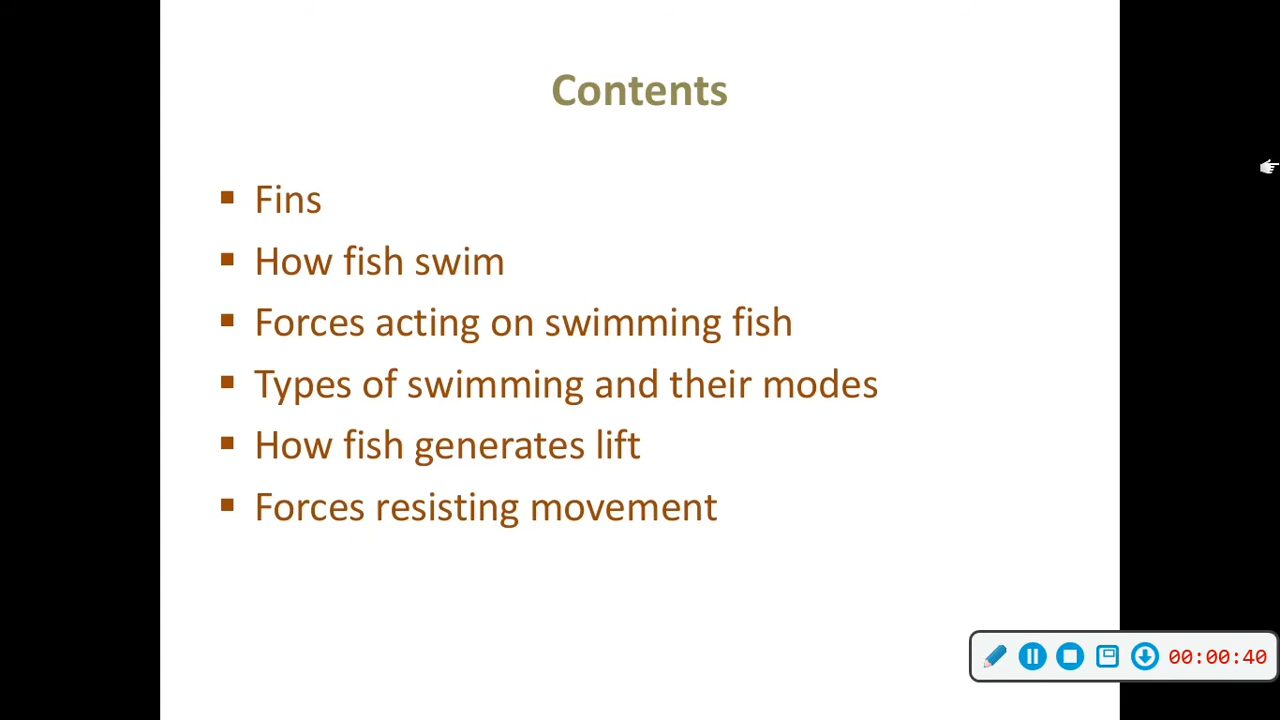 Contents
Fins
How fish swim
Forces acting on swimming fish
Types of swimming and their modes
How fish generates lift
Forces resisting movement
00:00:40